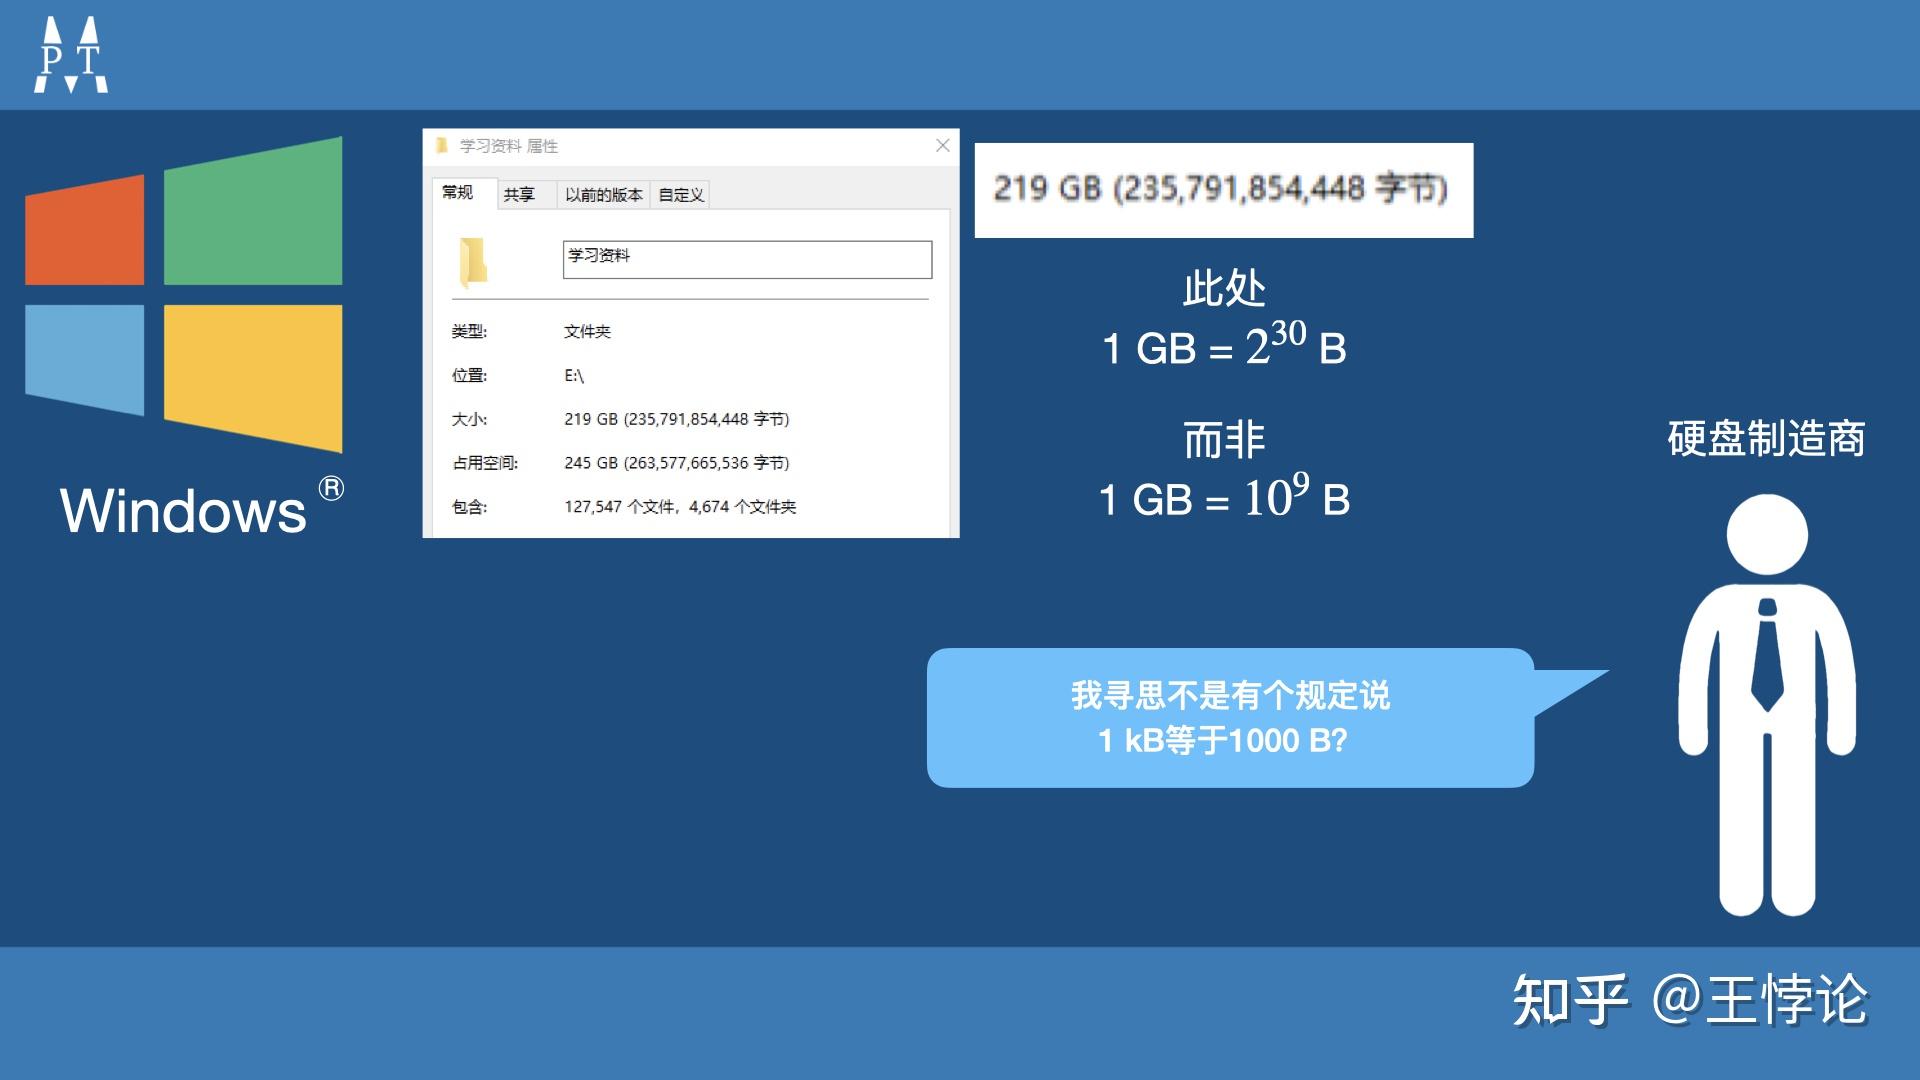 P T
学习资料 属性
常规 共享 以前的版本 自定义
学习资料
类型: 文件夹
位置: E:\
大小: 219 GB (235,791,854,448 字节)
占用空间: 245 GB (263,577,665,536 字节)
包含: 127,547 个文件，4,674 个文件夹
Windows ®
219 GB (235,791,854,448 字节)
此处
1 GB = 2³⁰ B
而非
1 GB = 10⁹ B
硬盘制造商
我寻思不是有个规定说
1 kB等于1000 B？
知乎 @王悖论